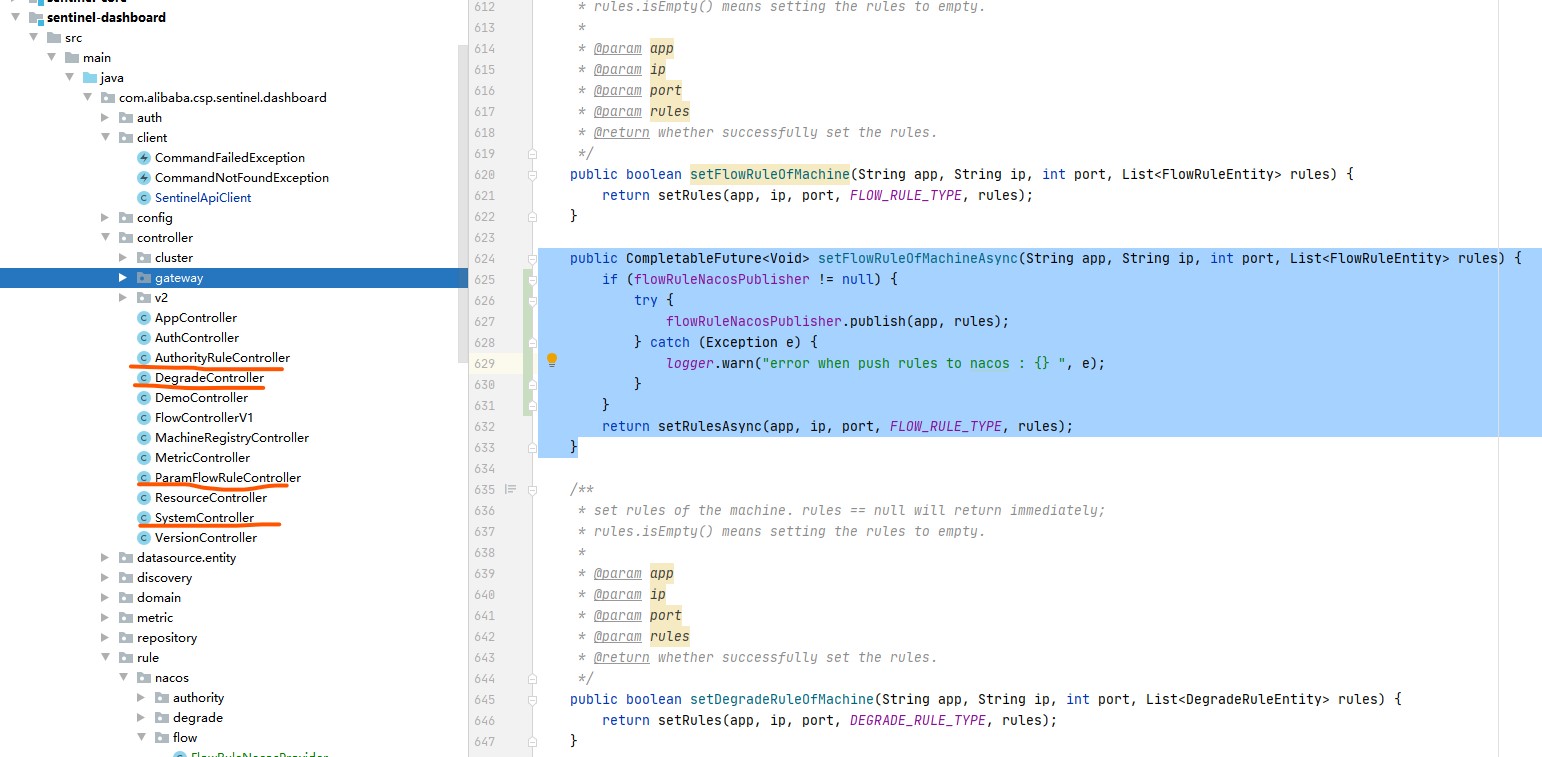 sentinel-core
sentinel-dashboard
src
main
java
com.alibaba.csp.sentinel.dashboard
auth
client
CommandFailedException
CommandNotFoundException
SentinelApiClient
config
controller
cluster
gateway
v2
AppController
AuthController
AuthorityRuleController
DegradeController
DemoController
FlowControllerV1
MachineRegistryController
MetricController
ParamFlowRuleController
ResourceController
SystemController
VersionController
datasource.entity
discovery
domain
metric
repository
rule
nacos
authority
degrade
flow
FlowRuleNacosProvider
612 * rules.isEmpty() means setting the rules to empty.
613 *
614 * @param app
615 * @param ip
616 * @param port
617 * @param rules
618 * @return whether successfully set the rules.
619 */
620 public boolean setFlowRuleOfMachine(String app, String ip, int port, List<FlowRuleEntity> rules) {
621 return setRules(app, ip, port, FLOW_RULE_TYPE, rules);
622 }
623
624 public CompletableFuture<Void> setFlowRuleOfMachineAsync(String app, String ip, int port, List<FlowRuleEntity> rules) {
625 if (flowRuleNacosPublisher != null) {
626 try {
627 flowRuleNacosPublisher.publish(app, rules);
628 } catch (Exception e) {
629 logger.warn("error when push rules to nacos : {} ", e);
630 }
631 }
632 return setRulesAsync(app, ip, port, FLOW_RULE_TYPE, rules);
633 }
634
635 /**
636 * set rules of the machine. rules == null will return immediately;
637 * rules.isEmpty() means setting the rules to empty.
638 *
639 * @param app
640 * @param ip
641 * @param port
642 * @param rules
643 * @return whether successfully set the rules.
644 */
645 public boolean setDegradeRuleOfMachine(String app, String ip, int port, List<DegradeRuleEntity> rules) {
646 return setRules(app, ip, port, DEGRADE_RULE_TYPE, rules);
647 }